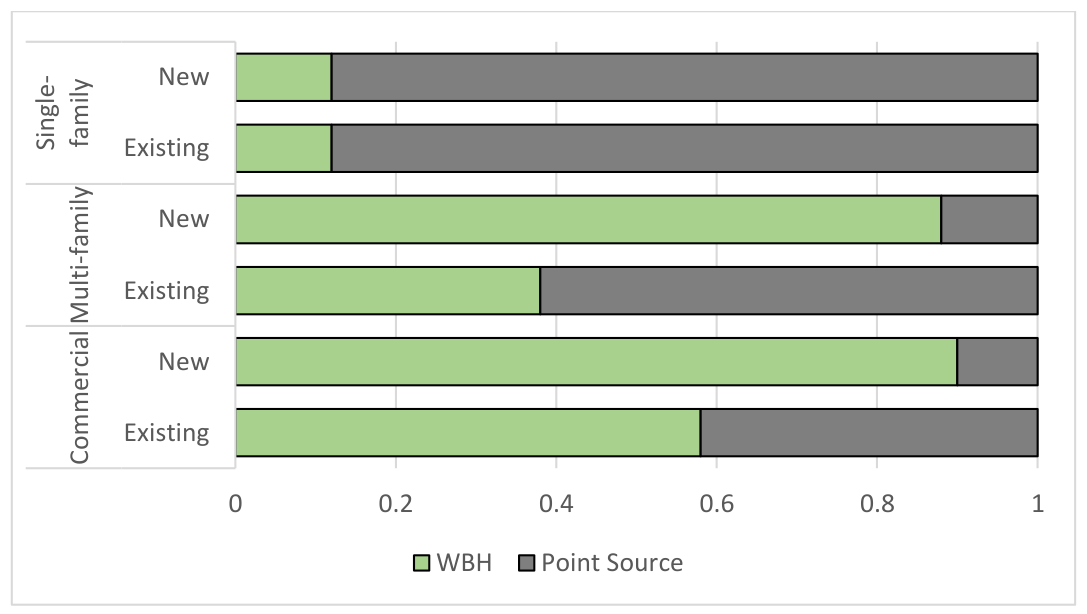 Single-
family
New
Existing
Multi-family
New
Existing
Commercial
New
Existing
0 0.2 0.4 0.6 0.8 1
WBH Point Source